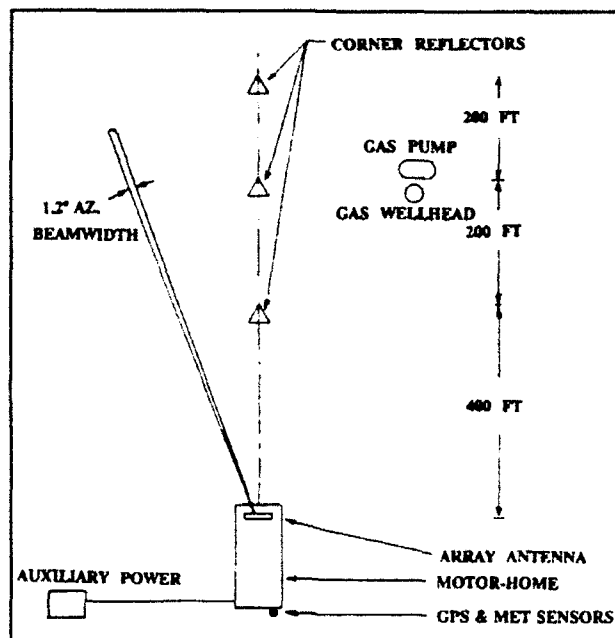 CORNER REFLECTORS
200 FT
GAS PUMP
1.2° AZ.
BEAMWIDTH
GAS WELLHEAD
200 FT
400 FT
ARRAY ANTENNA
AUXILIARY POWER
MOTOR-HOME
GPS & MET SENSORS